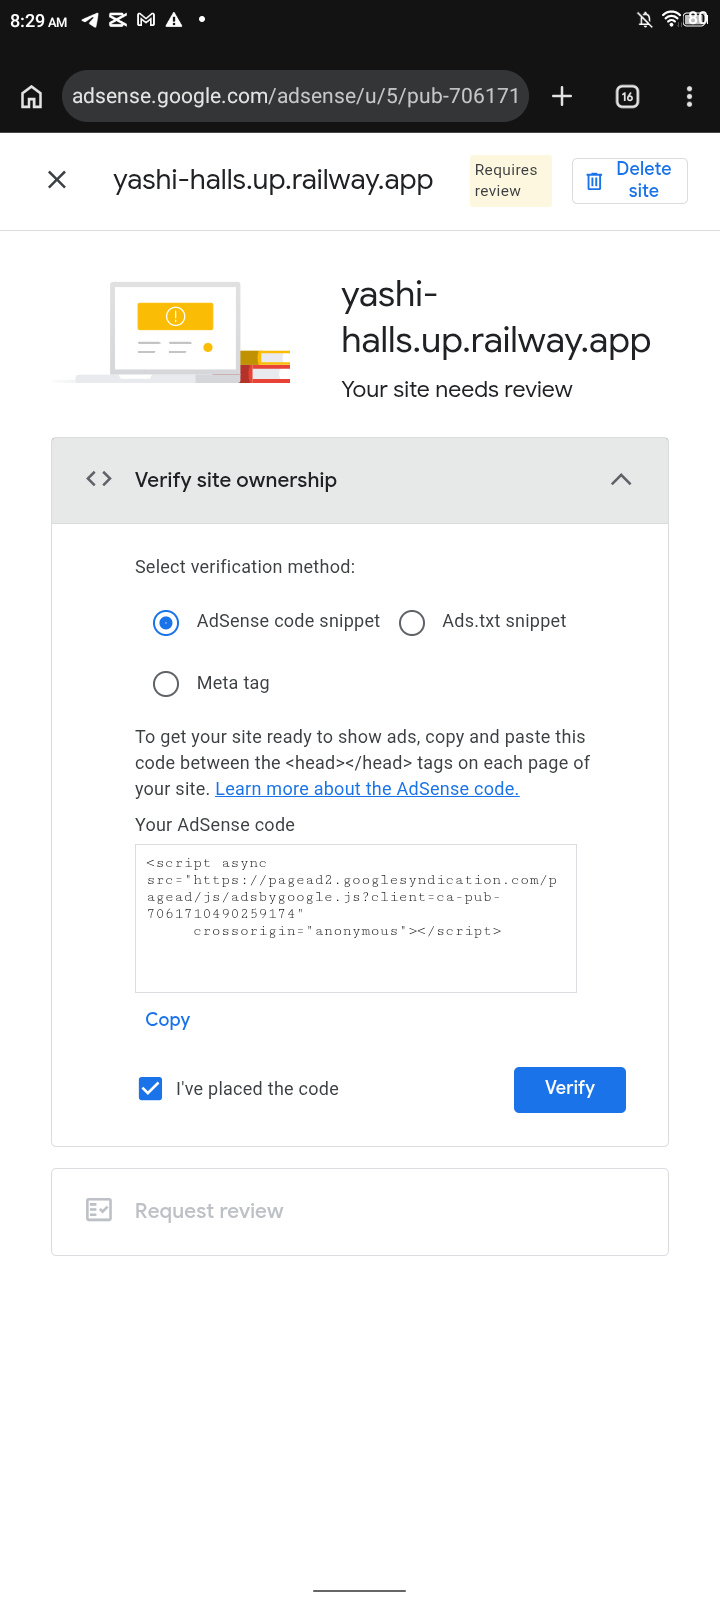 8:29 AM
80
adsense.google.com/adsense/u/5/pub-706171
16
yashi-halls.up.railway.app
Requires
review
Delete
site
yashi-
halls.up.railway.app
Your site needs review
Verify site ownership
Select verification method:
AdSense code snippet
Ads.txt snippet
Meta tag
To get your site ready to show ads, copy and paste this
code between the <head></head> tags on each page of
your site. Learn more about the AdSense code.
Your AdSense code
<script async
src="https://pagead2.googlesyndication.com/p
agead/js/adsbygoogle.js?client=ca-pub-
7061710490259174"
crossorigin="anonymous"></script>
Copy
I've placed the code
Verify
Request review